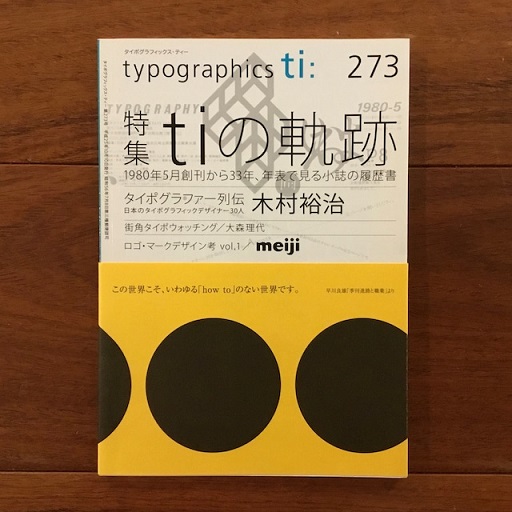 タイポグラフィックス・ティー
typographics ti: 273
TYPOGRAPHY
1980-5
特集 tiの軌跡
1980年5月創刊から33年、年表で見る小誌の履歴書
タイポグラファー列伝 木村裕治
日本のタイポグラフィックデザイナー30人
街角タイポウォッチング／大森理代
ロゴ・マークデザイン考 vol.1／meiji
この世界こそ、いわゆる「how to」のない世界です。